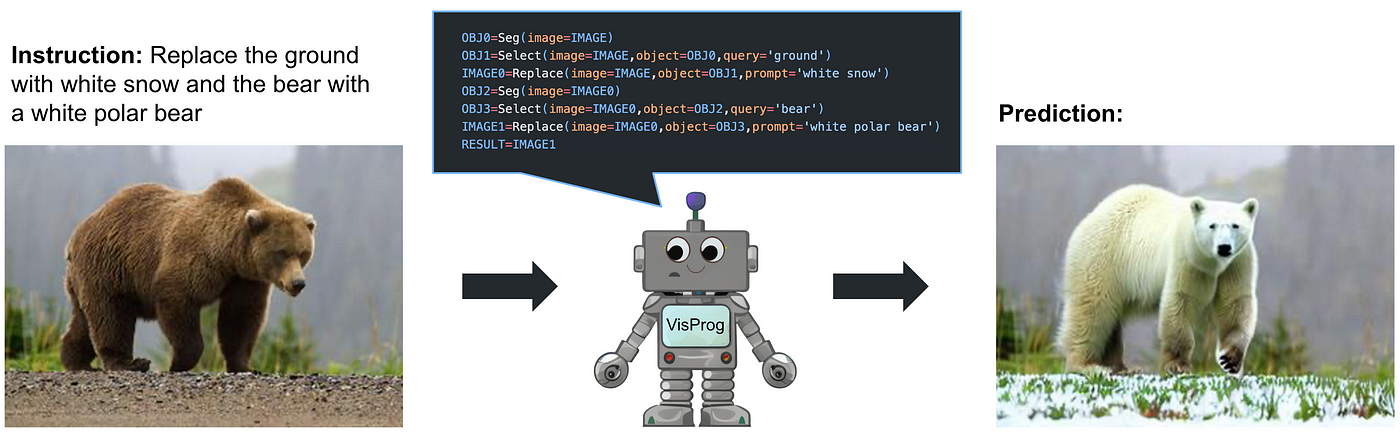 Instruction: Replace the ground
with white snow and the bear with
a white polar bear
OBJ0=Seg(image=IMAGE)
OBJ1=Select(image=IMAGE,object=OBJ0,query='ground')
IMAGE0=Replace(image=IMAGE,object=OBJ1,prompt='white snow')
OBJ2=Seg(image=IMAGE0)
OBJ3=Select(image=IMAGE0,object=OBJ2,query='bear')
IMAGE1=Replace(image=IMAGE0,object=OBJ3,prompt='white polar bear')
RESULT=IMAGE1
VisProg
Prediction: